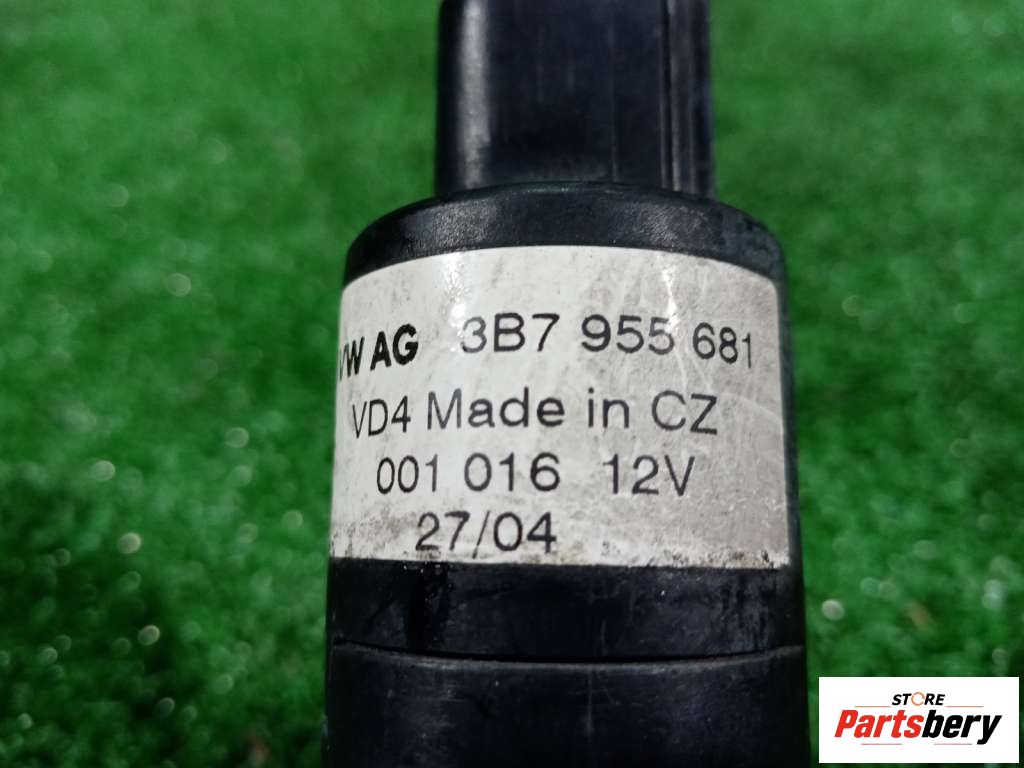 VW AG 3B7 955 681
VD4 Made in CZ
001 016 12V
27/04
STORE
Partsbery